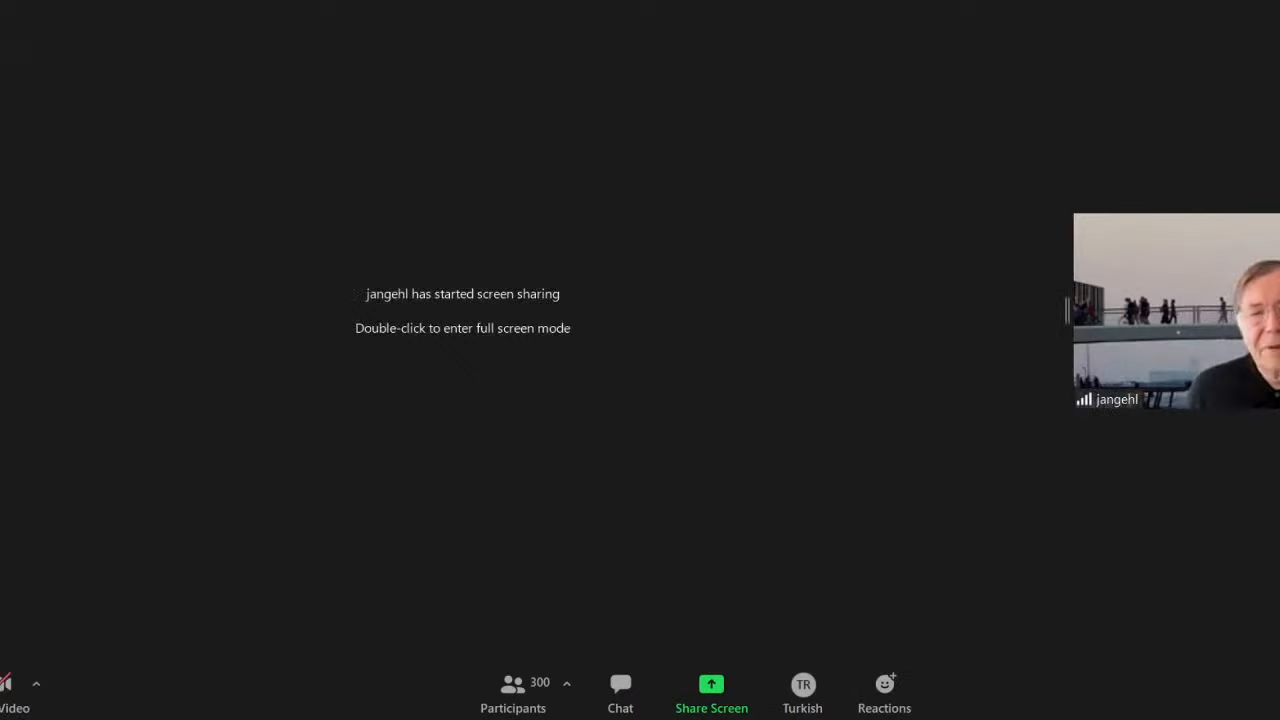 jangehl has started screen sharing
Double-click to enter full screen mode
jangehl
Video
300
Participants
Chat
Share Screen
TR
Turkish
Reactions